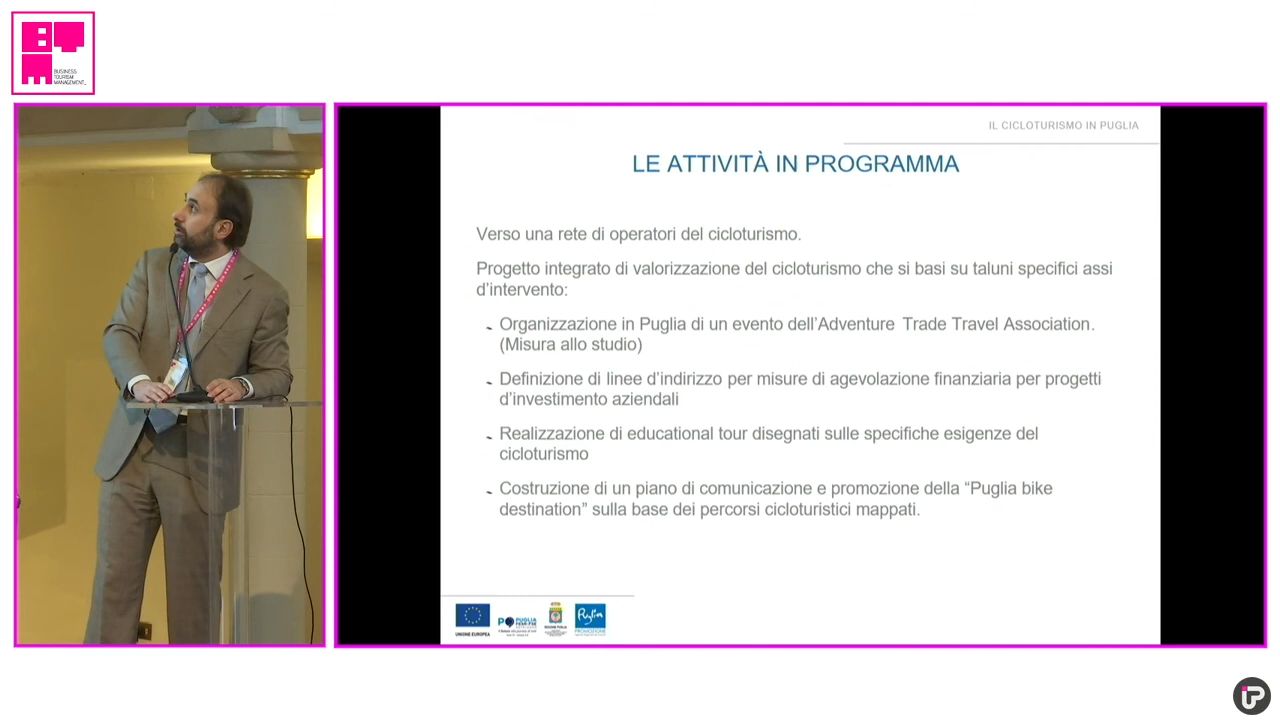 BUSINESS
TOURISM
MANAGEMENT_
IL CICLOTURISMO IN PUGLIA
LE ATTIVITÀ IN PROGRAMMA
Verso una rete di operatori del cicloturismo.
Progetto integrato di valorizzazione del cicloturismo che si basi su taluni specifici assi
d'intervento:
Organizzazione in Puglia di un evento dell'Adventure Trade Travel Association.
(Misura allo studio)
Definizione di linee d'indirizzo per misure di agevolazione finanziaria per progetti
d'investimento aziendali
Realizzazione di educational tour disegnati sulle specifiche esigenze del
cicloturismo
Costruzione di un piano di comunicazione e promozione della “Puglia bike
destination” sulla base dei percorsi cicloturistici mappati.
UNIONE EUROPEA
PUGLIA
REGIONE PUGLIA
Puglia
PROMOZIONE